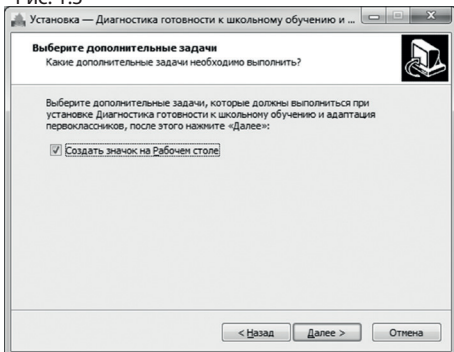 Рис. 1.5
Установка — Диагностика готовности к школьному обучению и ...
Выберите дополнительные задачи
Какие дополнительные задачи необходимо выполнить?
Выберите дополнительные задачи, которые должны выполниться при
установке Диагностика готовности к школьному обучению и адаптация
первоклассников, после этого нажмите «Далее»:
Создать значок на Рабочем столе
< Назад
Далее >
Отмена